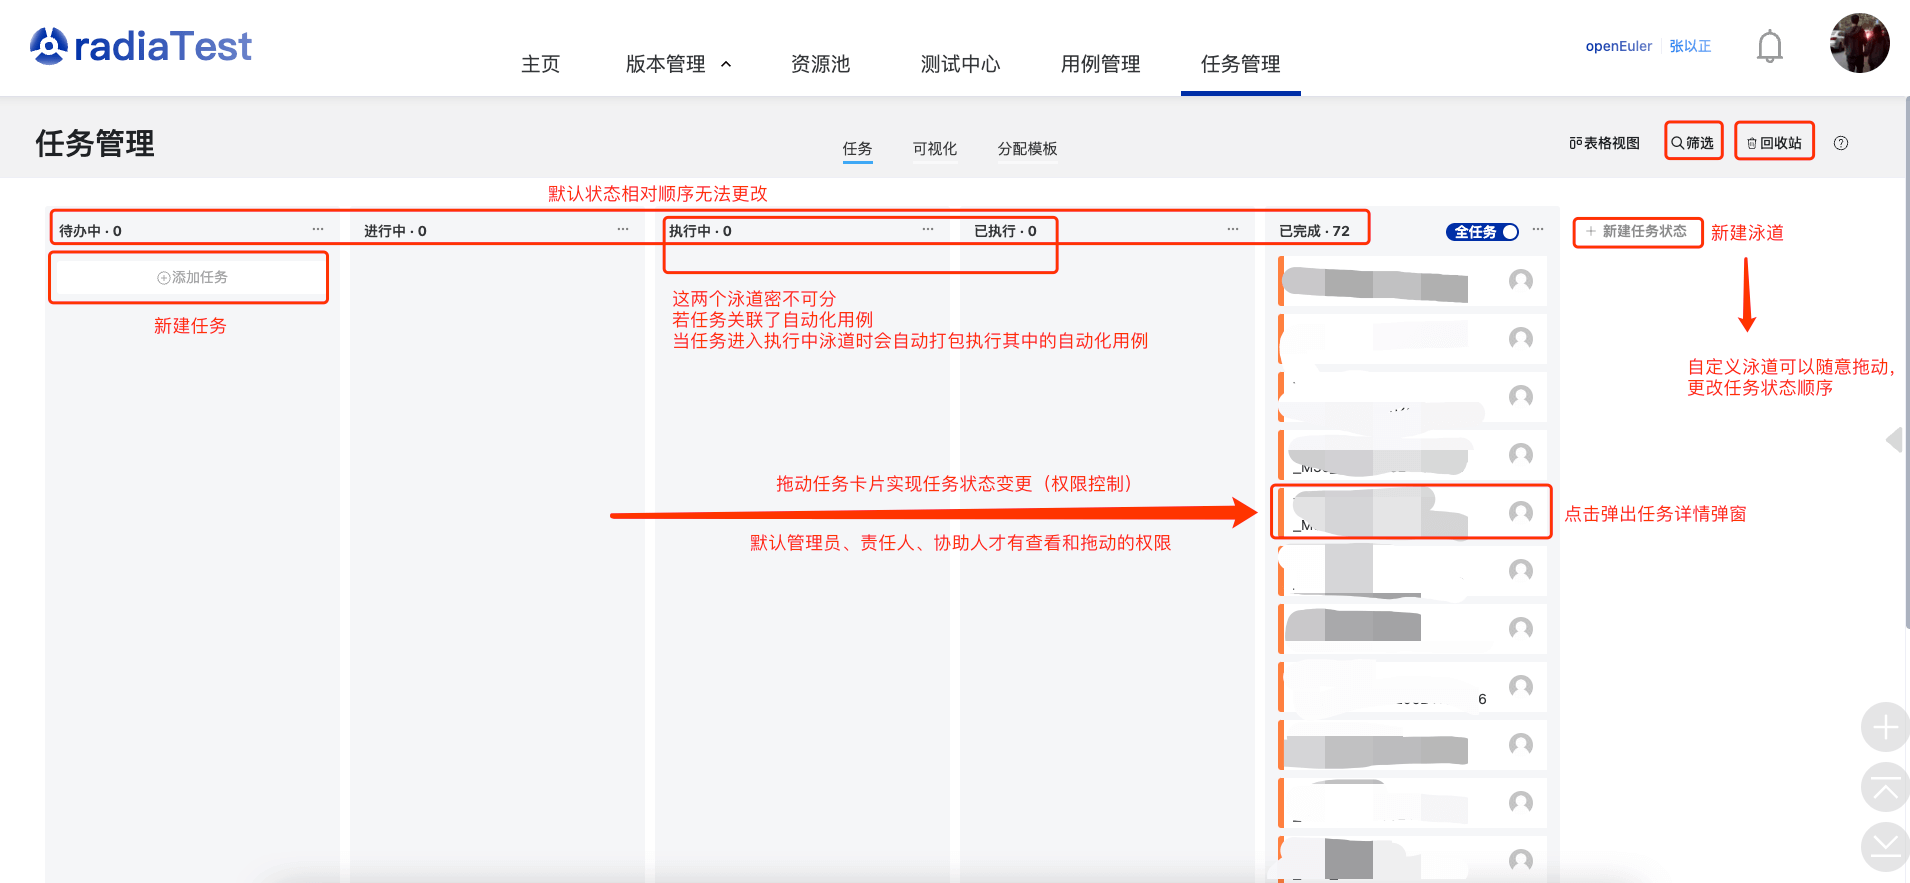 radiaTest
主页
版本管理
资源池
测试中心
用例管理
任务管理
openEuler
张以正
任务管理
任务
可视化
分配模板
表格视图
筛选
回收站
默认状态相对顺序无法更改
待办中 · 0
进行中 · 0
执行中 · 0
已执行 · 0
已完成 · 72
全任务
+ 新建任务状态
新建泳道
添加任务
新建任务
这两个泳道密不可分
若任务关联了自动化用例
当任务进入执行中泳道时会自动打包执行其中的自动化用例
自定义泳道可以随意拖动，
更改任务状态顺序
拖动任务卡片实现任务状态变更（权限控制）
默认管理员、责任人、协助人才有查看和拖动的权限
点击弹出任务详情弹窗
6